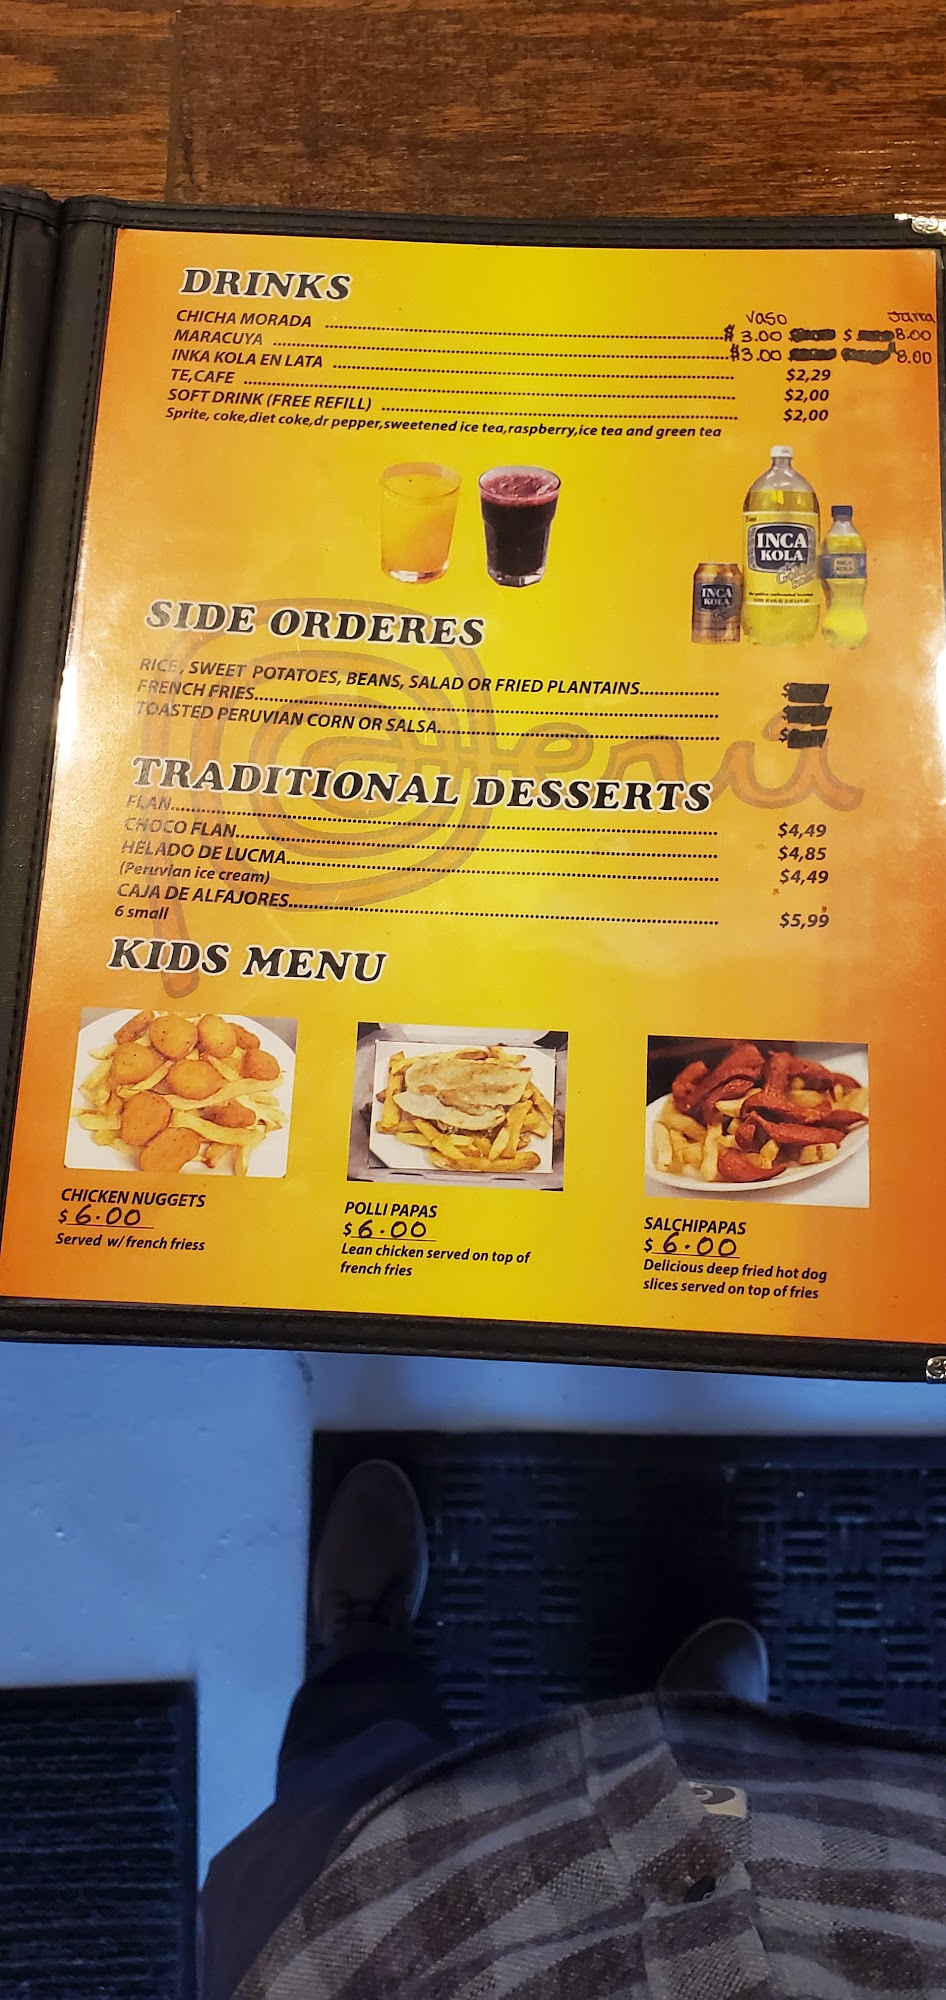 DRINKS
Vaso Jarra
CHICHA MORADA ........ $ 3.00 $ 8.00
MARACUYA ........ $3.00 8.00
INKA KOLA EN LATA ........ $2,29
TE,CAFE ........ $2,00
SOFT DRINK (FREE REFILL) ........ $2,00
Sprite, coke,diet coke,dr pepper,sweetened ice tea,raspberry,ice tea and green tea
INCA
KOLA
INCA
KOLA
INCA
KOLA
SIDE ORDERES
RICE, SWEET POTATOES, BEANS, SALAD OR FRIED PLANTAINS........ $
FRENCH FRIES........
TOASTED PERUVIAN CORN OR SALSA........ $
TRADITIONAL DESSERTS
FLAN........ $4,49
CHOCO FLAN........ $4,85
HELADO DE LUCMA........ $4,49
(Peruvian ice cream)
CAJA DE ALFAJORES........ $5,99
6 small
KIDS MENU
CHICKEN NUGGETS
$ 6.00
Served w/ french friess
POLLI PAPAS
$ 6.00
Lean chicken served on top of
french fries
SALCHIPAPAS
$ 6.00
Delicious deep fried hot dog
slices served on top of fries